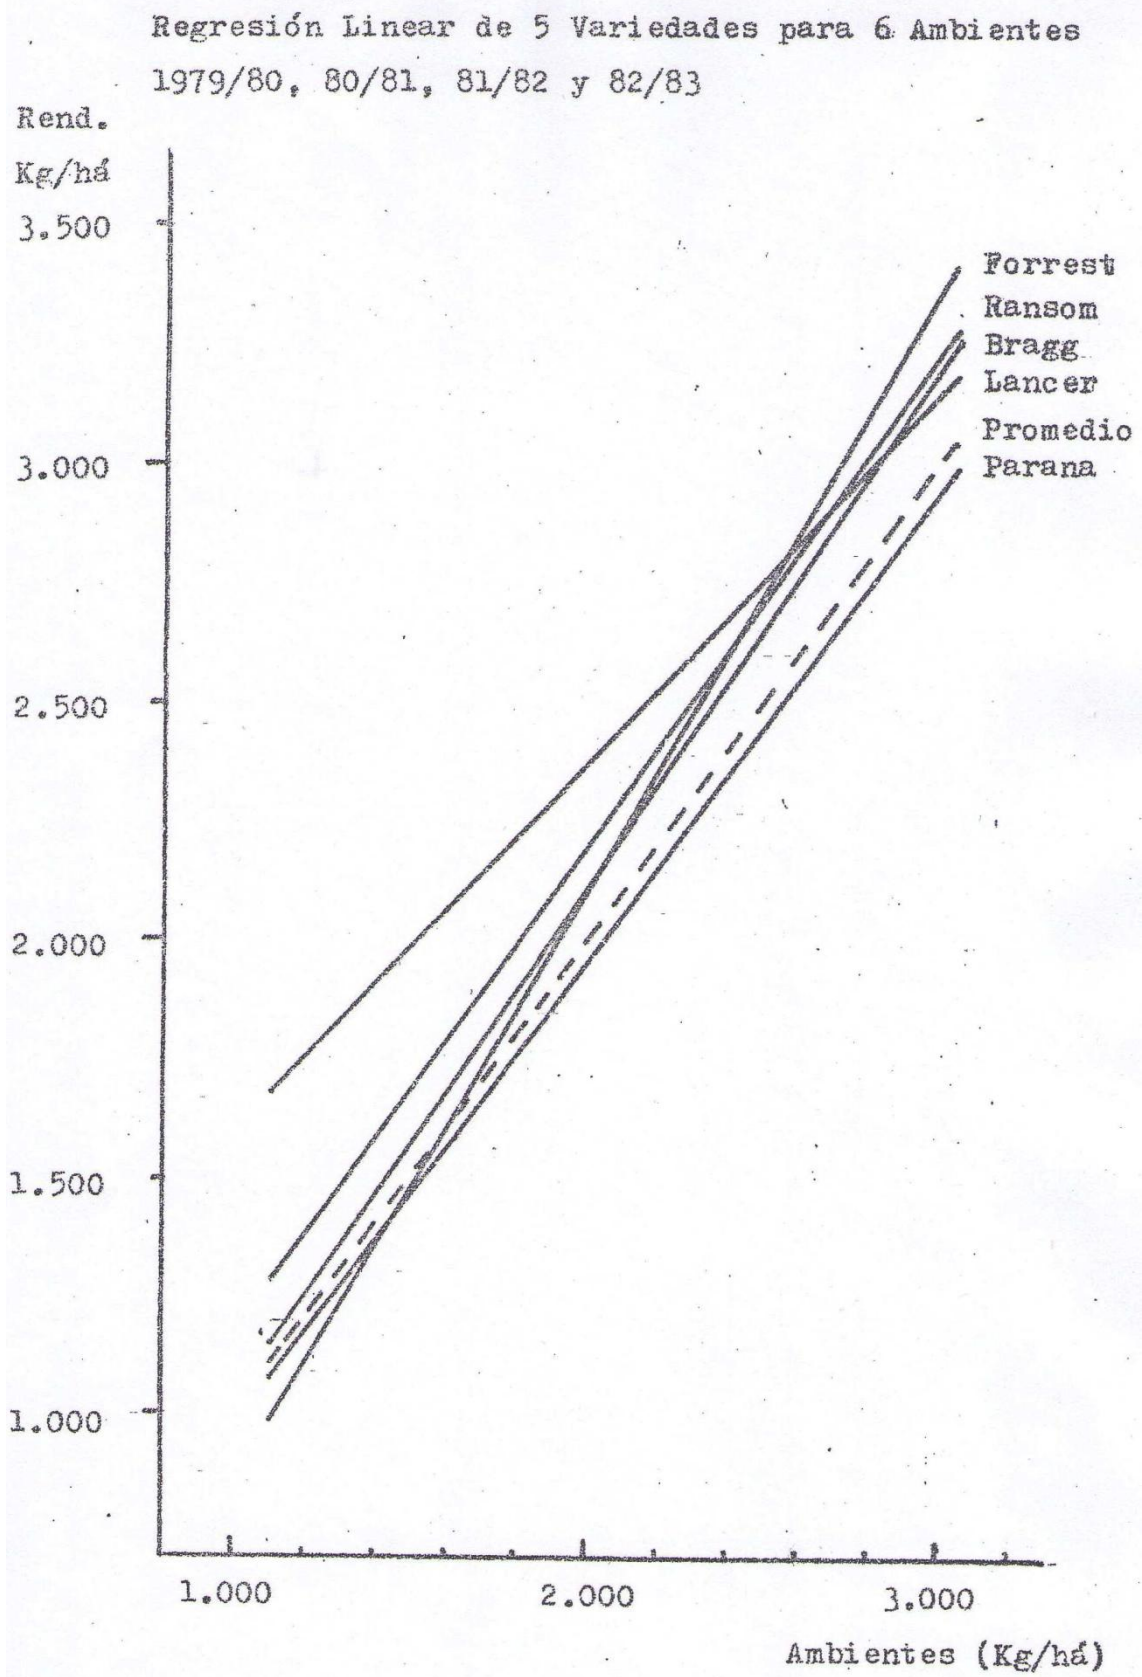 Regresión Linear de 5 Variedades para 6 Ambientes
1979/80, 80/81, 81/82 y 82/83
Rend.
Kg/há
3.500
Forrest
Ransom
Bragg
Lancer
Promedio
3.000
Parana
2.500
2.000
1.500
1.000
1.000 2.000 3.000
Ambientes (Kg/há)